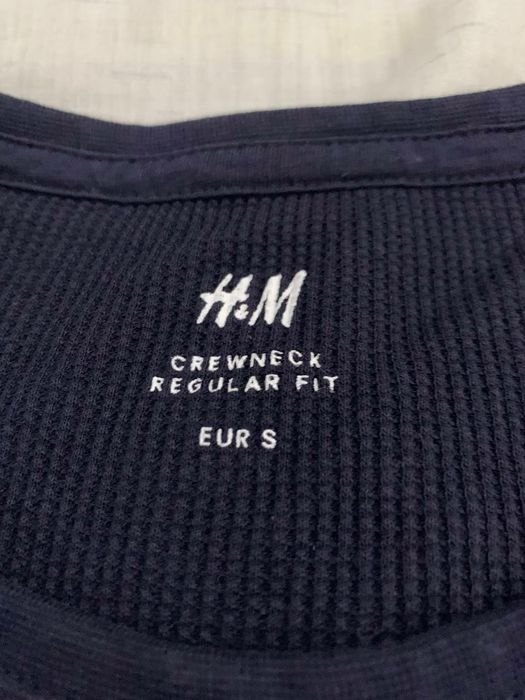 H&M
CREWNECK
REGULAR FIT
EUR S